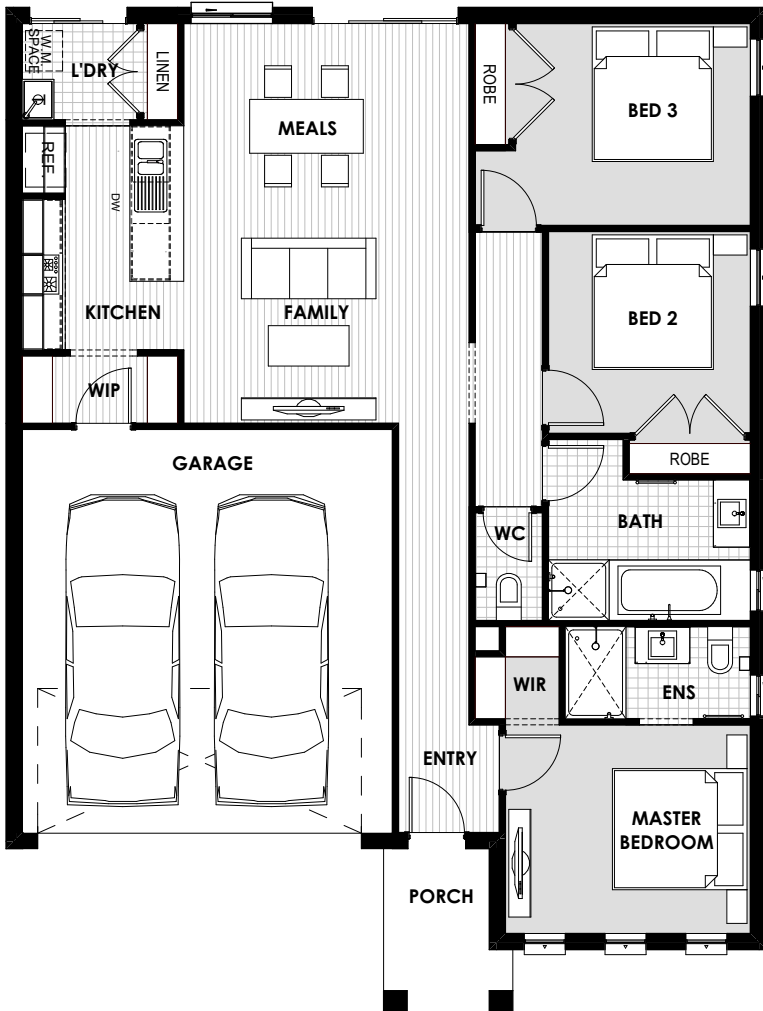 W.M.
SPACE
L'DRY
LINEN
ROBE
BED 3
MEALS
REF.
DW
KITCHEN
FAMILY
BED 2
WIP
GARAGE
ROBE
BATH
WC
WIR
ENS
ENTRY
MASTER
BEDROOM
PORCH